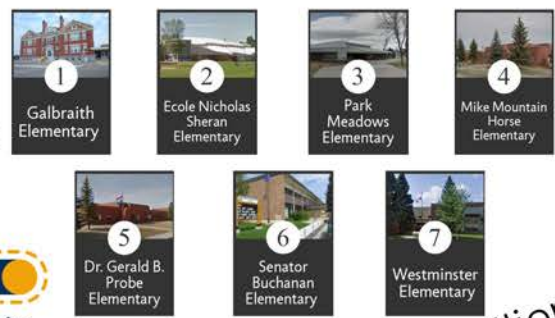 1
Galbraith
Elementary
2
Ecole Nicholas
Sheran
Elementary
3
Park
Meadows
Elementary
4
Mike Mountain
Horse
Elementary
5
Dr. Gerald B.
Probe
Elementary
6
Senator
Buchanan
Elementary
7
Westminster
Elementary